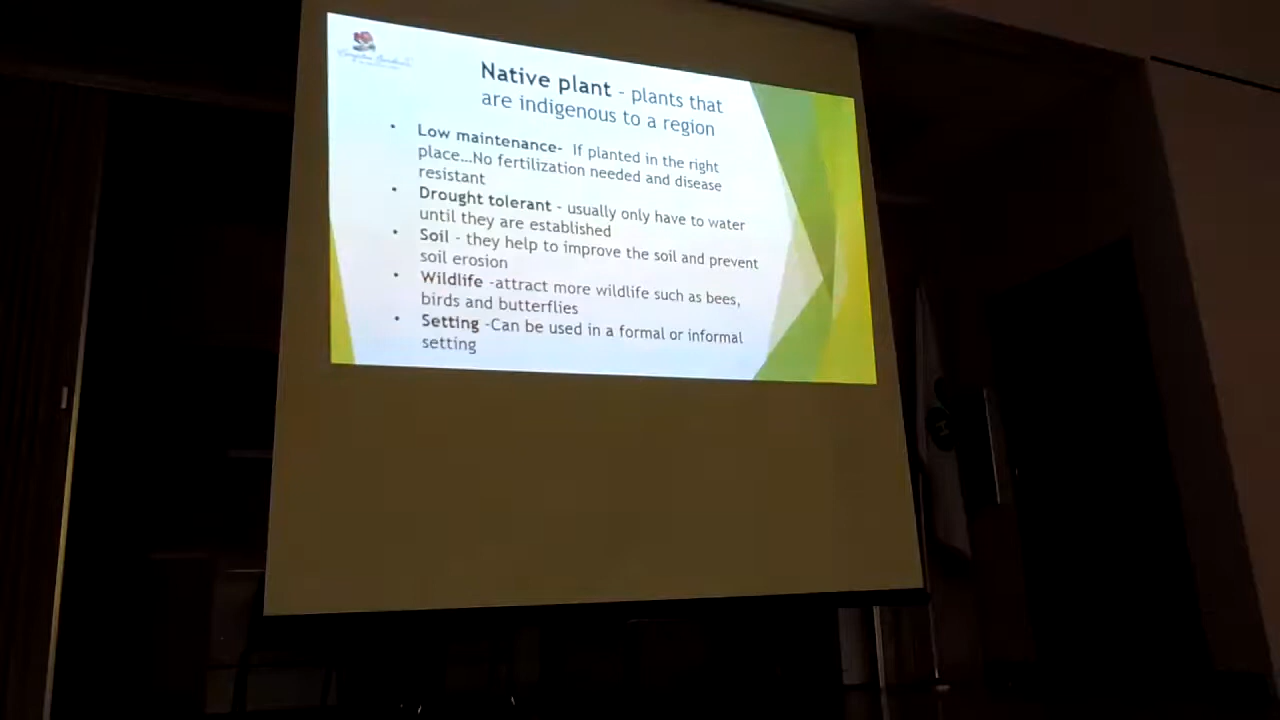 Native plant - plants that
are indigenous to a region
• Low maintenance- If planted in the right
place...No fertilization needed and disease
resistant
• Drought tolerant - usually only have to water
until they are established
• Soil - they help to improve the soil and prevent
soil erosion
• Wildlife -attract more wildlife such as bees,
birds and butterflies
• Setting -Can be used in a formal or informal
setting